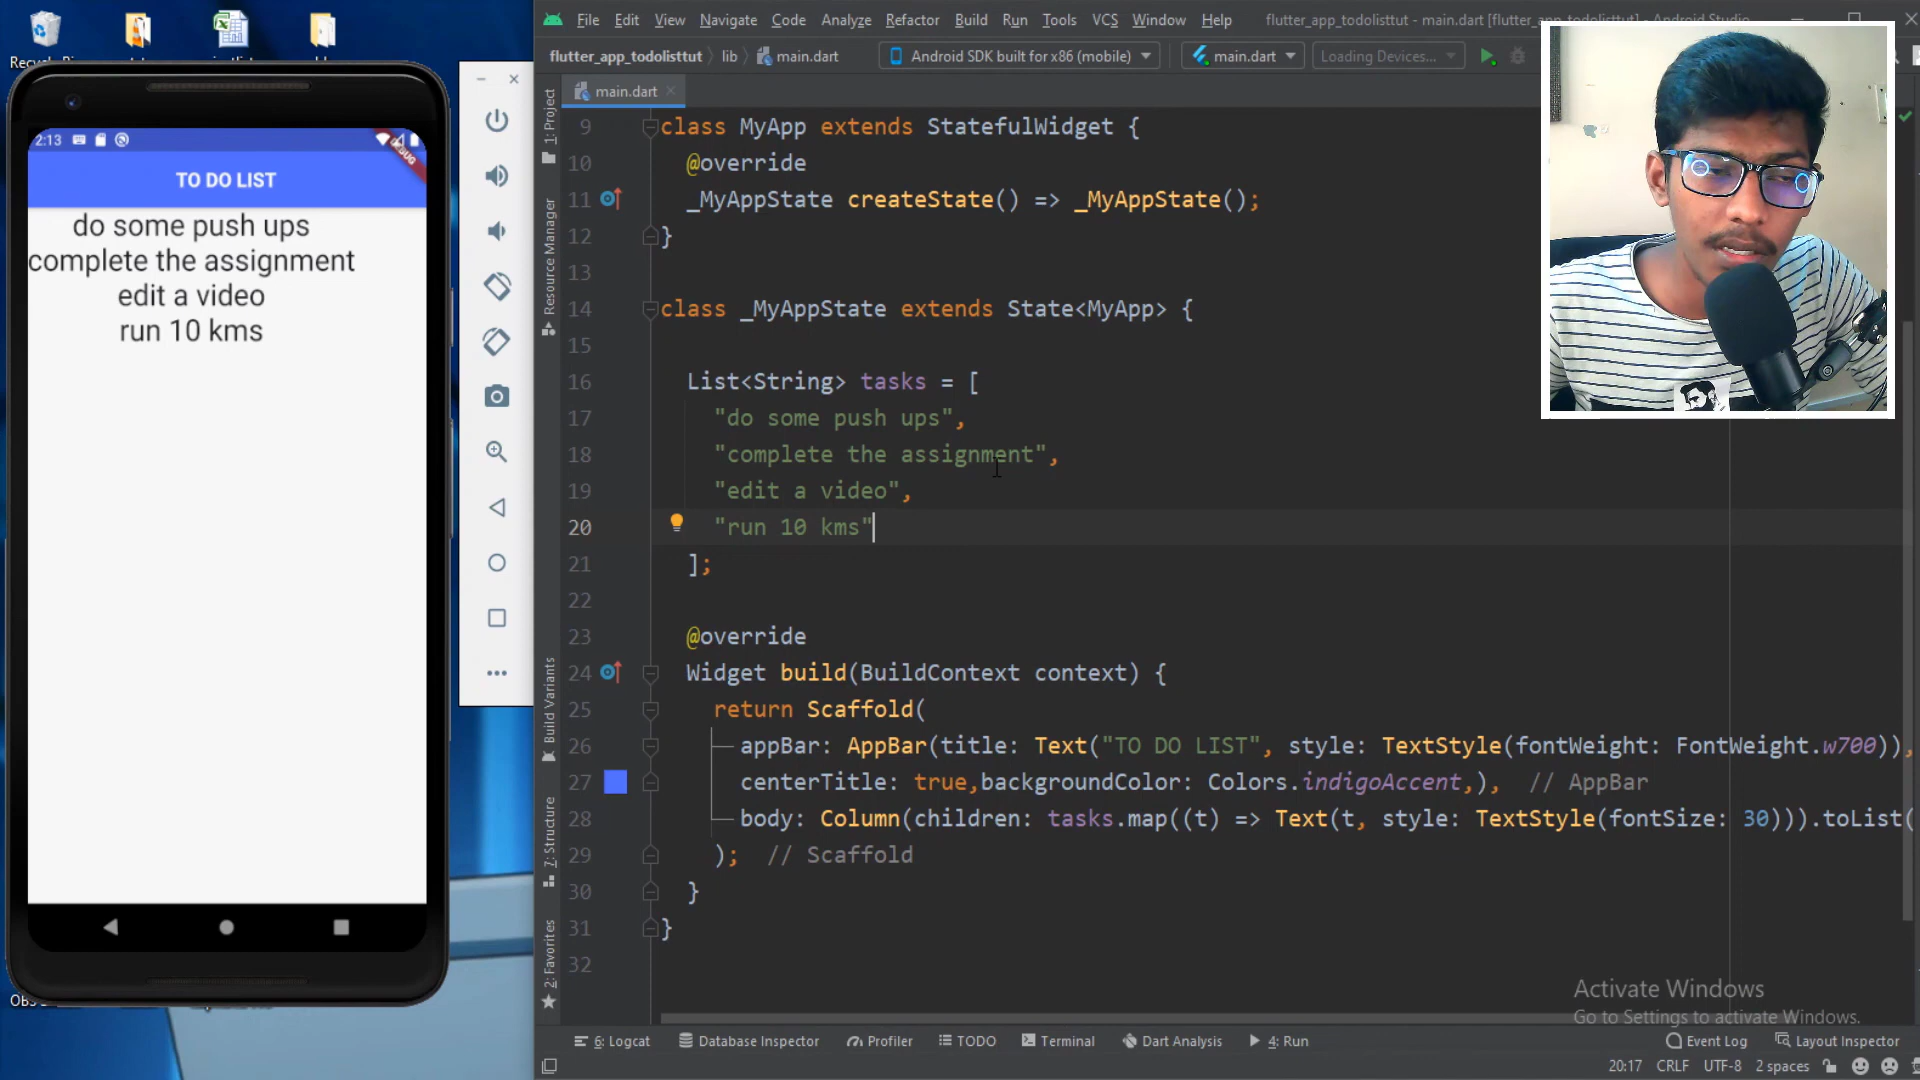 2:13
DEBUG
TO DO LIST
do some push ups
complete the assignment
edit a video
run 10 kms
File Edit View Navigate Code Analyze Refactor Build Run Tools VCS Window Help flutter_app_todolisttut - main.dart [flutter_app_todolisttut] - Android Studio
flutter_app_todolisttut lib main.dart Android SDK built for x86 (mobile) main.dart Loading Devices...
main.dart
1: Project
Resource Manager
Build Variants
7: Structure
2: Favorites
9 class MyApp extends StatefulWidget {
10 @override
11 _MyAppState createState() => _MyAppState();
12 }
13
14 class _MyAppState extends State<MyApp> {
15
16 List<String> tasks = [
17 "do some push ups",
18 "complete the assignment",
19 "edit a video",
20 "run 10 kms"
21 ];
22
23 @override
24 Widget build(BuildContext context) {
25 return Scaffold(
26 appBar: AppBar(title: Text("TO DO LIST", style: TextStyle(fontWeight: FontWeight.w700)),
27 centerTitle: true,backgroundColor: Colors.indigoAccent,), // AppBar
28 body: Column(children: tasks.map((t) => Text(t, style: TextStyle(fontSize: 30))).toList(
29 ); // Scaffold
30 }
31 }
32
Activate Windows
Go to Settings to activate Windows.
6: Logcat Database Inspector Profiler TODO Terminal Dart Analysis 4: Run Event Log Layout Inspector
20:17 CRLF UTF-8 2 spaces